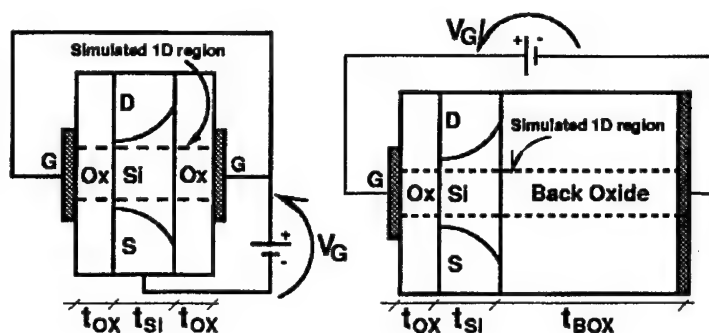 Simulated 1D region
D
G
Ox
Si
Ox
G
S
+
-
VG
tOX
tSI
tOX
VG
+
-
D
Simulated 1D region
G
Ox
Si
Back Oxide
S
tOX
tSI
tBOX